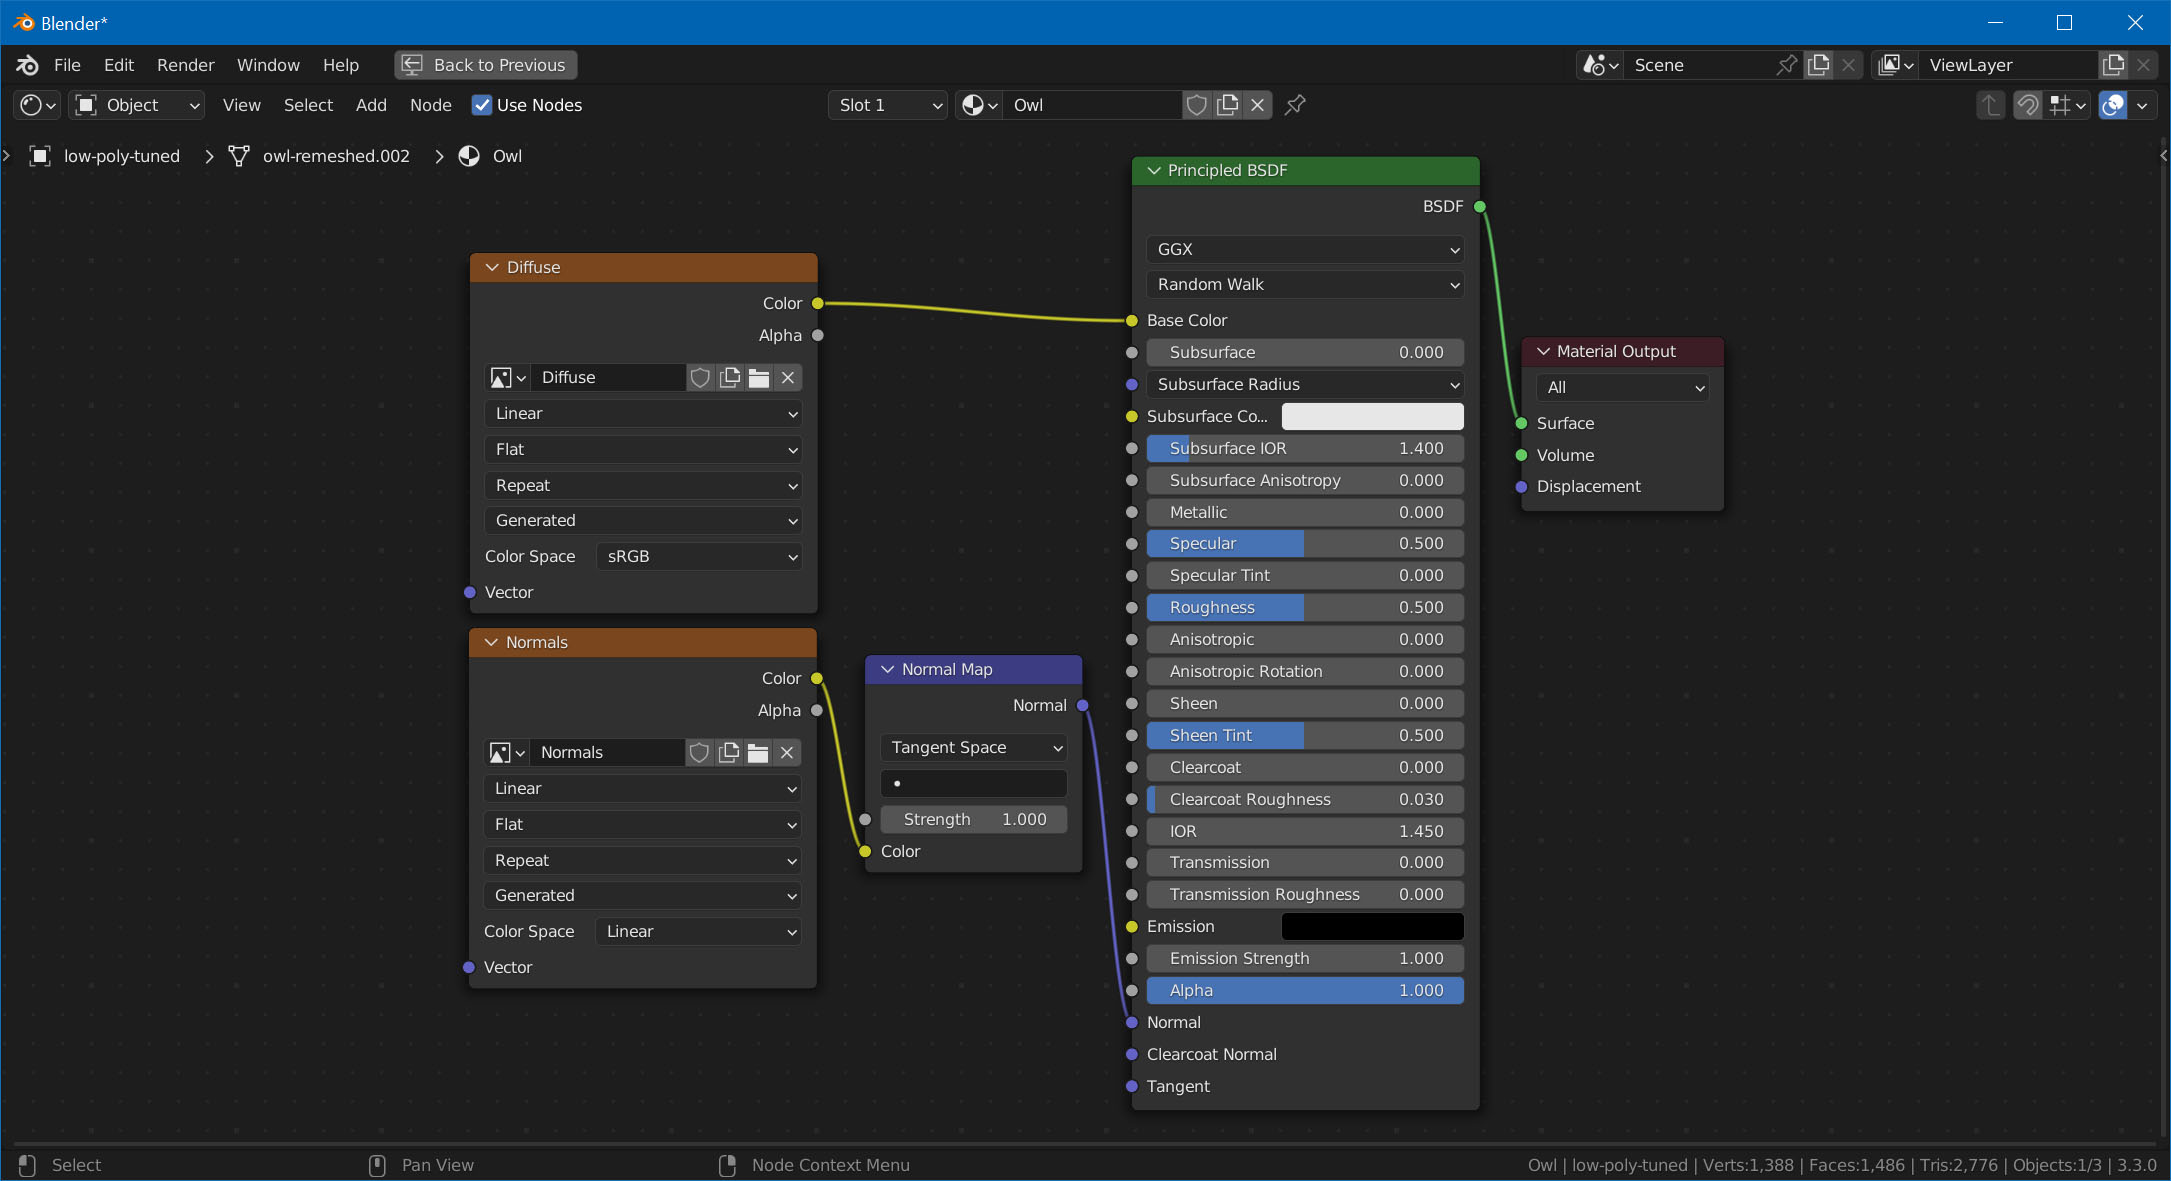 Blender*
File Edit Render Window Help Back to Previous Scene ViewLayer
Object View Select Add Node Use Nodes Slot 1 Owl
low-poly-tuned owl-remeshed.002 Owl
Diffuse
Color
Alpha
Diffuse
Linear
Flat
Repeat
Generated
Color Space sRGB
Vector
Normals
Color
Alpha
Normals
Linear
Flat
Repeat
Generated
Color Space Linear
Vector
Normal Map
Normal
Tangent Space
Strength 1.000
Color
Principled BSDF
BSDF
GGX
Random Walk
Base Color
Subsurface 0.000
Subsurface Radius
Subsurface Co...
Subsurface IOR 1.400
Subsurface Anisotropy 0.000
Metallic 0.000
Specular 0.500
Specular Tint 0.000
Roughness 0.500
Anisotropic 0.000
Anisotropic Rotation 0.000
Sheen 0.000
Sheen Tint 0.500
Clearcoat 0.000
Clearcoat Roughness 0.030
IOR 1.450
Transmission 0.000
Transmission Roughness 0.000
Emission
Emission Strength 1.000
Alpha 1.000
Normal
Clearcoat Normal
Tangent
Material Output
All
Surface
Volume
Displacement
Select Pan View Node Context Menu Owl | low-poly-tuned | Verts:1,388 | Faces:1,486 | Tris:2,776 | Objects:1/3 | 3.3.0